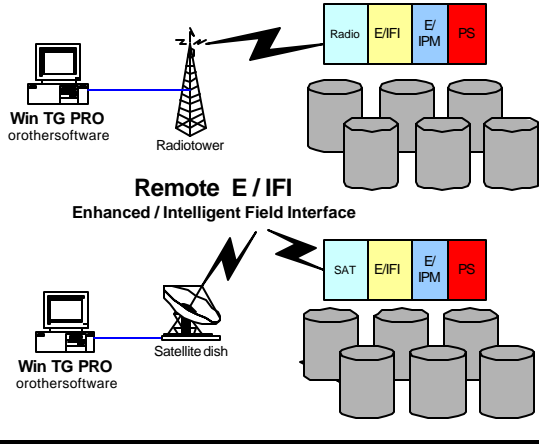 Radio E/IFI E/ IPM PS
Win TG PRO
orothersoftware
Radiotower
Remote E / IFI
Enhanced / Intelligent Field Interface
SAT E/IFI E/ IPM PS
Satellite dish
Win TG PRO
orothersoftware